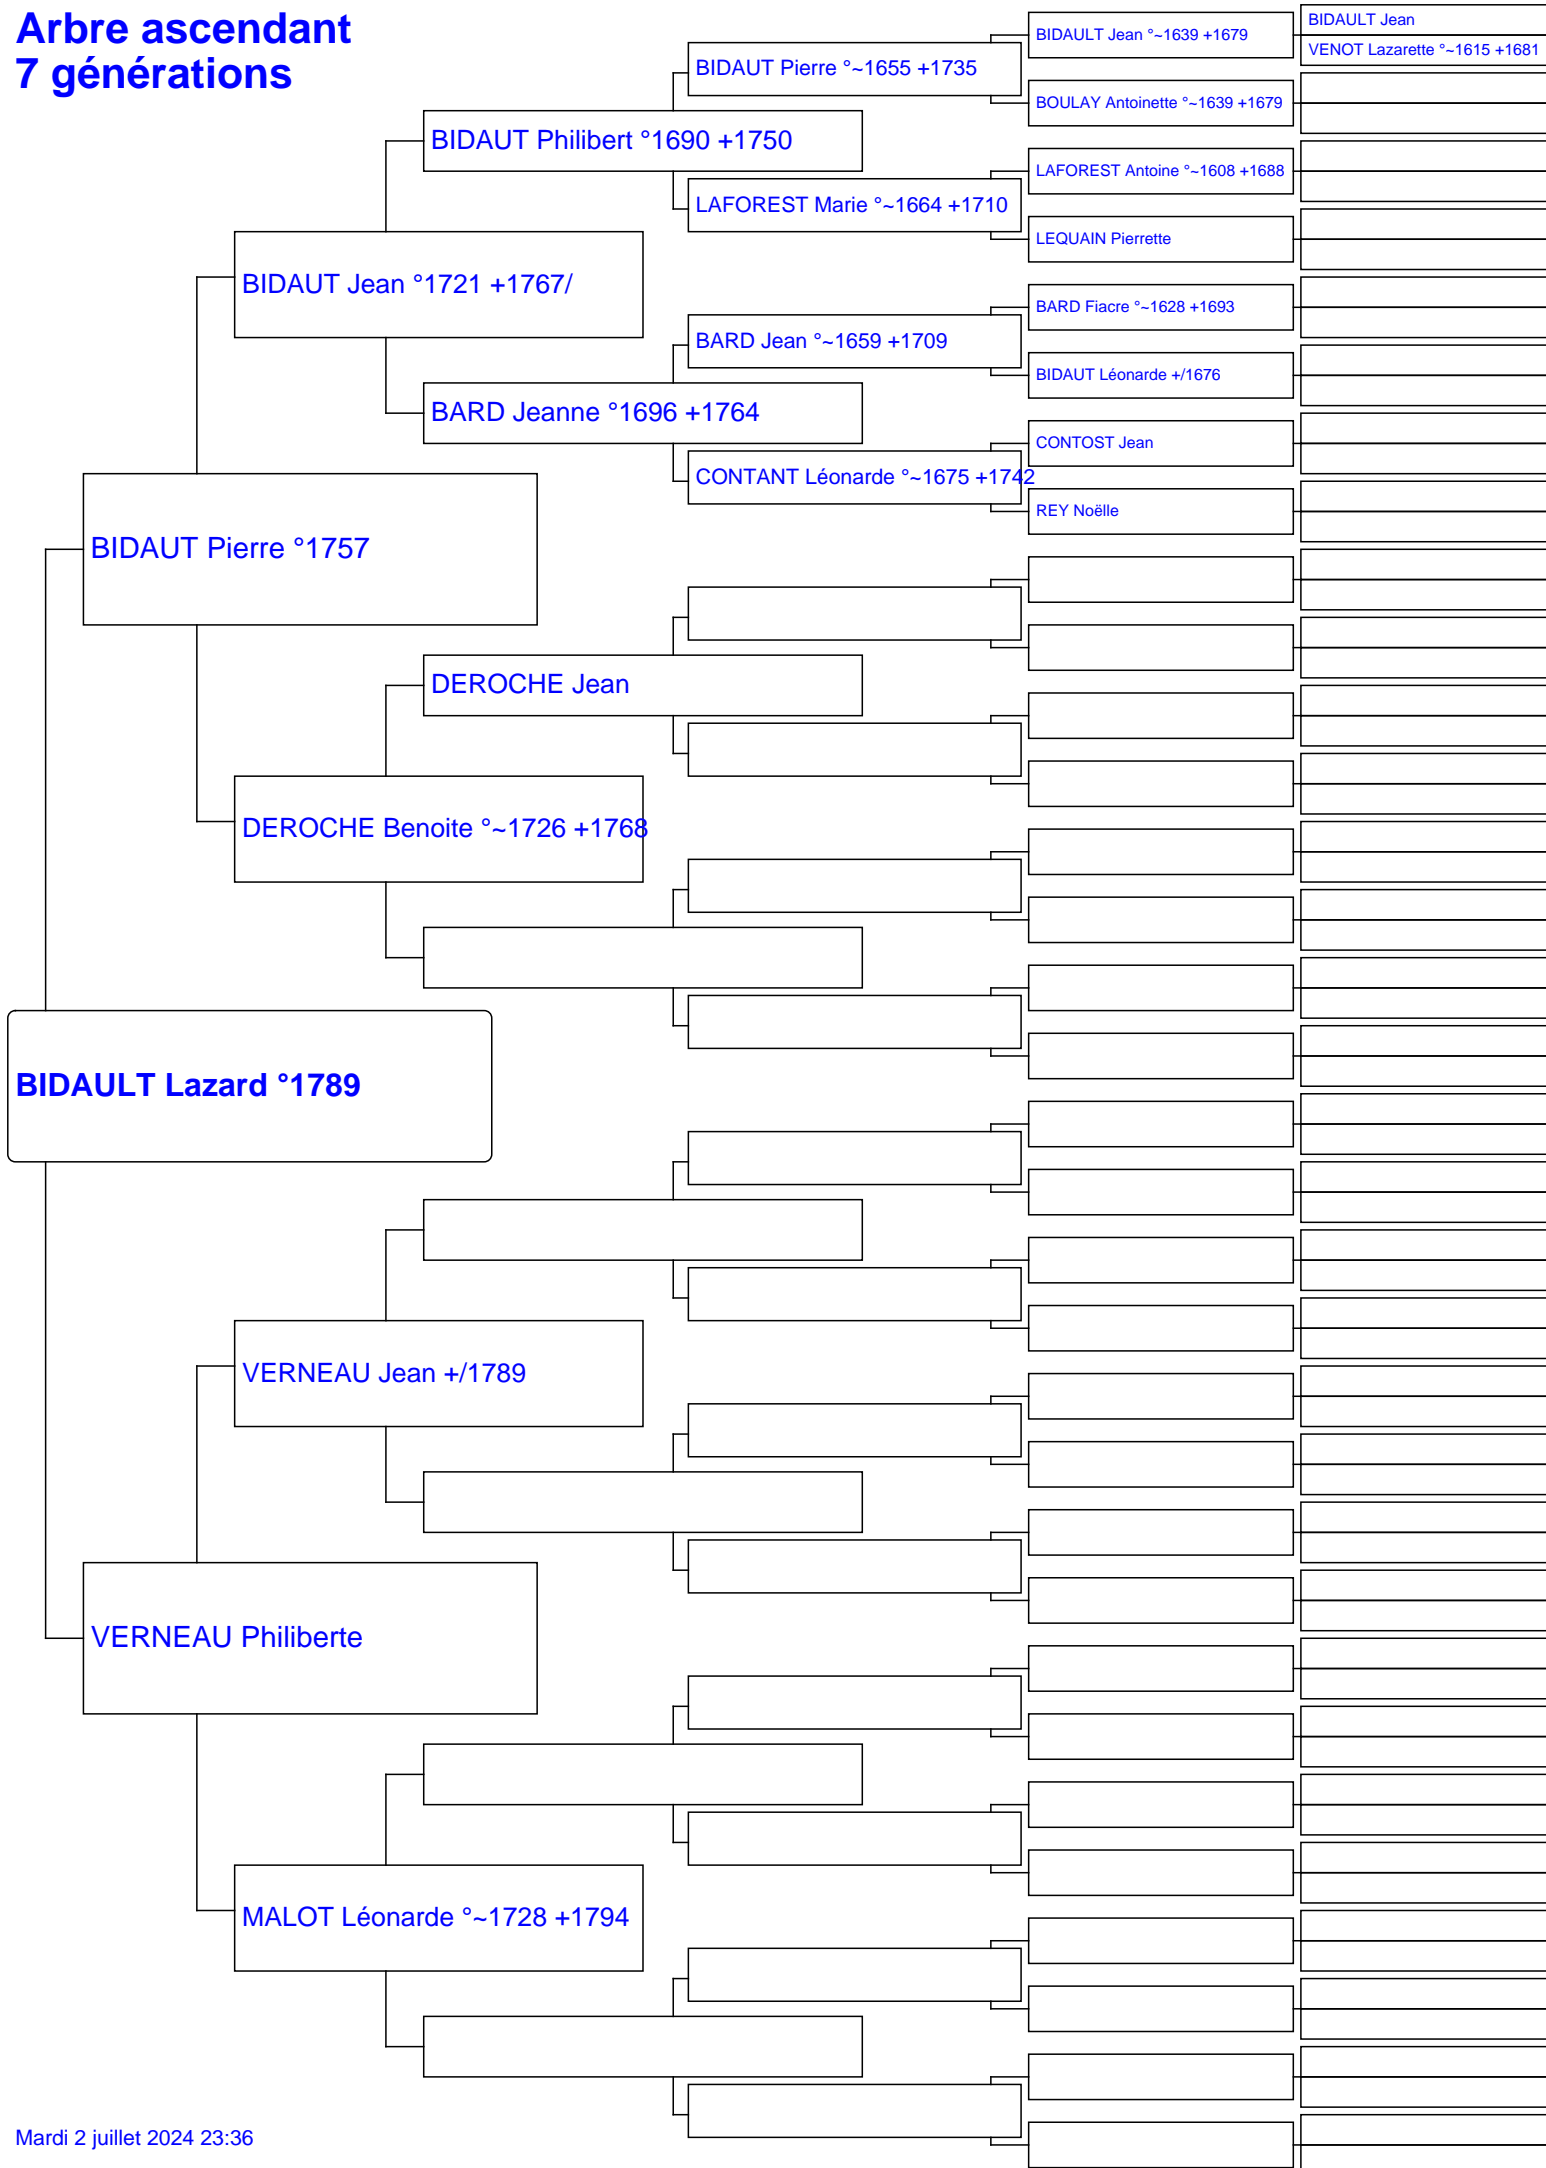 Arbre ascendant
7 générations
BIDAULT Jean °~1639 +1679
BIDAULT Jean
VENOT Lazarette °~1615 +1681
BIDAUT Pierre °~1655 +1735
BOULAY Antoinette °~1639 +1679
BIDAUT Philibert °1690 +1750
LAFOREST Antoine °~1608 +1688
LAFOREST Marie °~1664 +1710
LEQUAIN Pierrette
BIDAUT Jean °1721 +1767/
BARD Fiacre °~1628 +1693
BARD Jean °~1659 +1709
BIDAUT Léonarde +/1676
BARD Jeanne °1696 +1764
CONTOST Jean
CONTANT Léonarde °~1675 +1742
REY Noëlle
BIDAUT Pierre °1757
DEROCHE Jean
DEROCHE Benoite °~1726 +1768
BIDAULT Lazard °1789
VERNEAU Jean +/1789
VERNEAU Philiberte
MALOT Léonarde °~1728 +1794
Mardi 2 juillet 2024 23:36